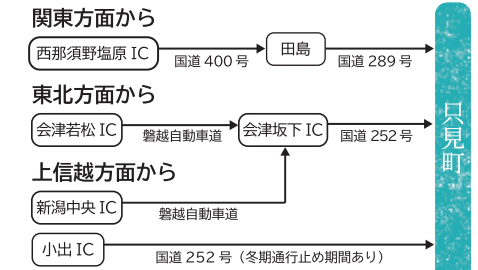 関東方面から
西那須野塩原 IC
国道 400 号
田島
国道 289 号
東北方面から
会津若松 IC
磐越自動車道
会津坂下 IC
国道 252 号
上信越方面から
新潟中央 IC
磐越自動車道
小出 IC
国道 252 号（冬期通行止め期間あり）
只見町